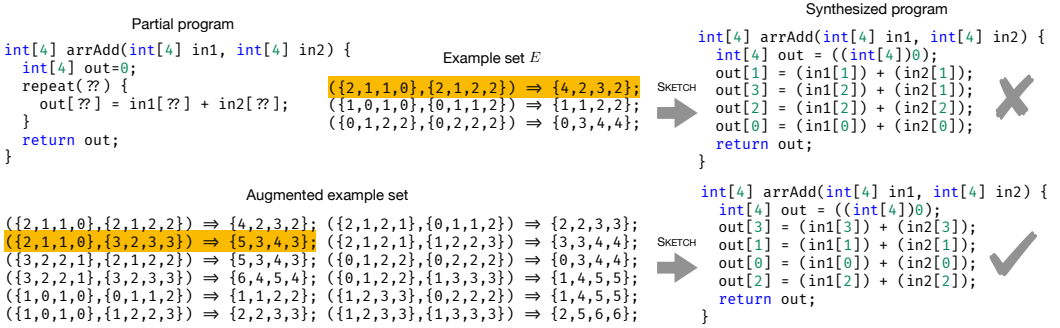 Partial program
int[4] arrAdd(int[4] in1, int[4] in2) {
int[4] out=0;
repeat(??) {
out[??] = in1[??] + in2[??];
}
return out;
}
Example set E
({2,1,1,0},{2,1,2,2}) ⇒ {4,2,3,2};
({1,0,1,0},{0,1,1,2}) ⇒ {1,1,2,2};
({0,1,2,2},{0,2,2,2}) ⇒ {0,3,4,4};
SKETCH
Synthesized program
int[4] arrAdd(int[4] in1, int[4] in2) {
int[4] out = ((int[4])0);
out[1] = (in1[1]) + (in2[1]);
out[3] = (in1[2]) + (in2[1]);
out[2] = (in1[2]) + (in2[2]);
out[0] = (in1[0]) + (in2[0]);
return out;
}
Augmented example set
({2,1,1,0},{2,1,2,2}) ⇒ {4,2,3,2}; ({2,1,2,1},{0,1,1,2}) ⇒ {2,2,3,3};
({2,1,1,0},{3,2,3,3}) ⇒ {5,3,4,3}; ({2,1,2,1},{1,2,2,3}) ⇒ {3,3,4,4};
({3,2,2,1},{2,1,2,2}) ⇒ {5,3,4,3}; ({0,1,2,2},{0,2,2,2}) ⇒ {0,3,4,4};
({3,2,2,1},{3,2,3,3}) ⇒ {6,4,5,4}; ({0,1,2,2},{1,3,3,3}) ⇒ {1,4,5,5};
({1,0,1,0},{0,1,1,2}) ⇒ {1,1,2,2}; ({1,2,3,3},{0,2,2,2}) ⇒ {1,4,5,5};
({1,0,1,0},{1,2,2,3}) ⇒ {2,2,3,3}; ({1,2,3,3},{1,3,3,3}) ⇒ {2,5,6,6};
SKETCH
int[4] arrAdd(int[4] in1, int[4] in2) {
int[4] out = ((int[4])0);
out[3] = (in1[3]) + (in2[3]);
out[1] = (in1[1]) + (in2[1]);
out[0] = (in1[0]) + (in2[0]);
out[2] = (in1[2]) + (in2[2]);
return out;
}